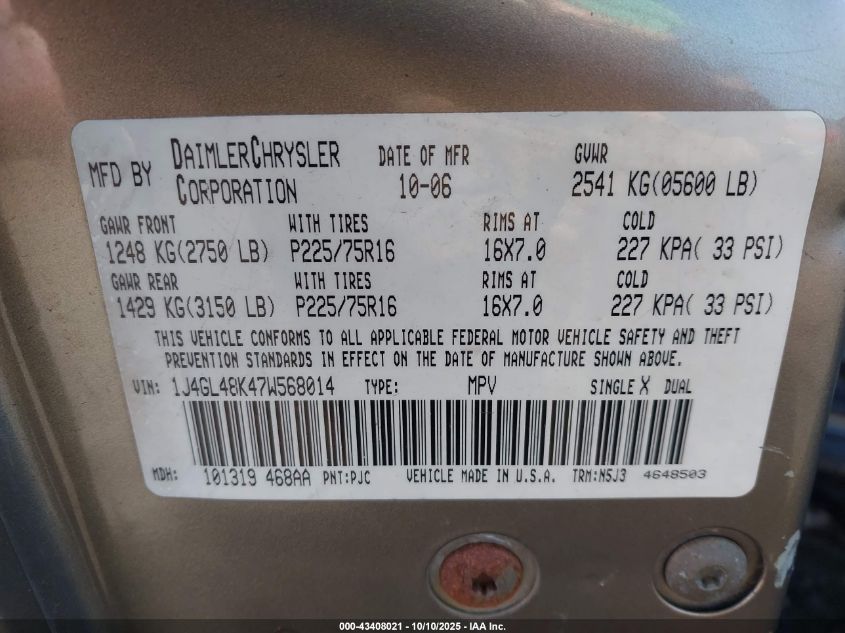 MFD BY DAIMLERCHRYSLER CORPORATION DATE OF MFR 10-06 GVWR 2541 KG(05600 LB)
GAWR FRONT WITH TIRES RIMS AT COLD
1248 KG(2750 LB) P225/75R16 16X7.0 227 KPA( 33 PSI)
GAWR REAR WITH TIRES RIMS AT COLD
1429 KG(3150 LB) P225/75R16 16X7.0 227 KPA( 33 PSI)
THIS VEHICLE CONFORMS TO ALL APPLICABLE FEDERAL MOTOR VEHICLE SAFETY AND THEFT
PREVENTION STANDARDS IN EFFECT ON THE DATE OF MANUFACTURE SHOWN ABOVE.
VIN: 1J4GL48K47W568014 TYPE: MPV SINGLE X DUAL
MDH: 101319 468AA PNT:PJC VEHICLE MADE IN U.S.A. TRM:N5J3 4648503
000-43408021 - 10/10/2025 - IAA Inc.